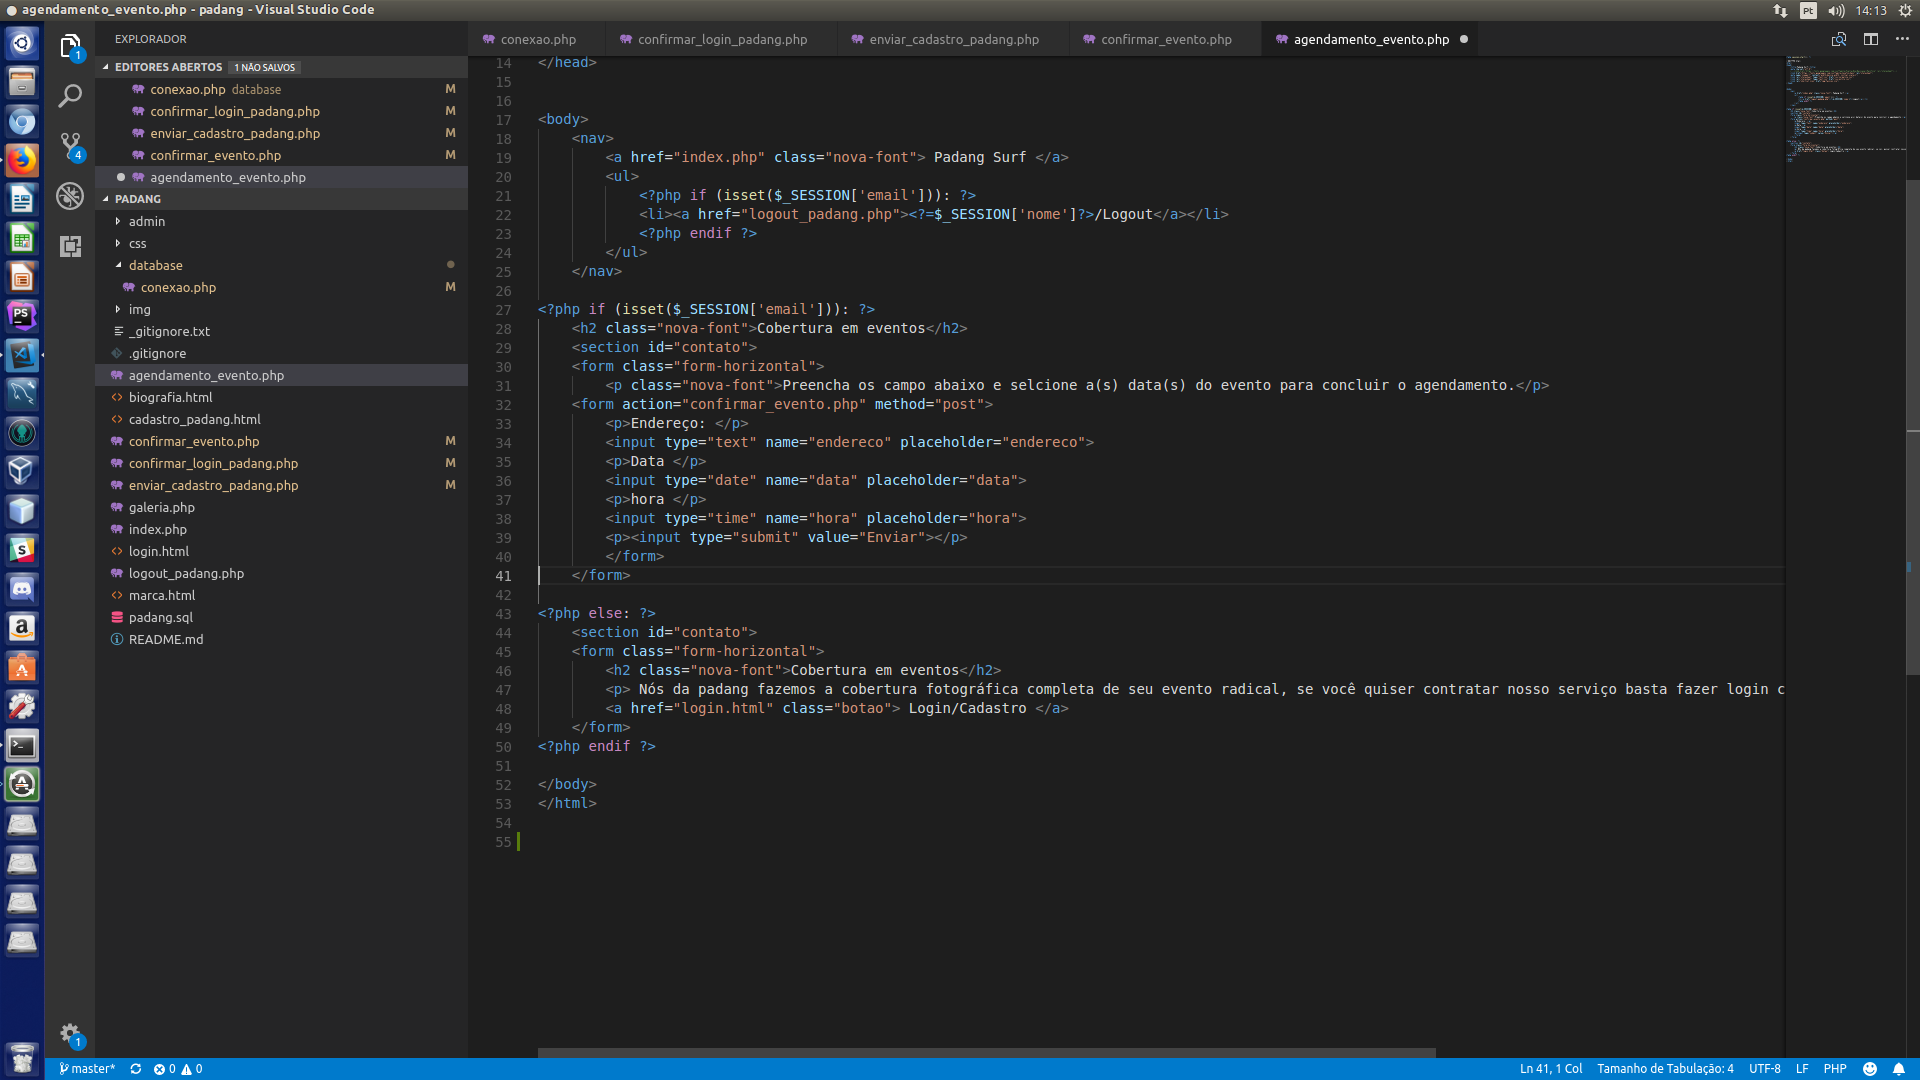 agendamento_evento.php - padang - Visual Studio Code
Pt
14:13
EXPLORADOR
EDITORES ABERTOS 1 NÃO SALVOS
conexao.php database M
confirmar_login_padang.php M
enviar_cadastro_padang.php M
confirmar_evento.php M
agendamento_evento.php
PADANG
admin
css
database
conexao.php M
img
_gitignore.txt
.gitignore
agendamento_evento.php
biografia.html
cadastro_padang.html
confirmar_evento.php M
confirmar_login_padang.php M
enviar_cadastro_padang.php M
galeria.php
index.php
login.html
logout_padang.php
marca.html
padang.sql
README.md
1
4
1
conexao.php confirmar_login_padang.php enviar_cadastro_padang.php confirmar_evento.php agendamento_evento.php
14 </head>
15
16
17 <body>
18 <nav>
19 <a href="index.php" class="nova-font"> Padang Surf </a>
20 <ul>
21 <?php if (isset($_SESSION['email'])): ?>
22 <li><a href="logout_padang.php"><?=$_SESSION['nome']?>/Logout</a></li>
23 <?php endif ?>
24 </ul>
25 </nav>
26
27 <?php if (isset($_SESSION['email'])): ?>
28 <h2 class="nova-font">Cobertura em eventos</h2>
29 <section id="contato">
30 <form class="form-horizontal">
31 <p class="nova-font">Preencha os campo abaixo e selcione a(s) data(s) do evento para concluir o agendamento.</p>
32 <form action="confirmar_evento.php" method="post">
33 <p>Endereço: </p>
34 <input type="text" name="endereco" placeholder="endereco">
35 <p>Data </p>
36 <input type="date" name="data" placeholder="data">
37 <p>hora </p>
38 <input type="time" name="hora" placeholder="hora">
39 <p><input type="submit" value="Enviar"></p>
40 </form>
41 </form>
42
43 <?php else: ?>
44 <section id="contato">
45 <form class="form-horizontal">
46 <h2 class="nova-font">Cobertura em eventos</h2>
47 <p> Nós da padang fazemos a cobertura fotográfica completa de seu evento radical, se você quiser contratar nosso serviço basta fazer login c
48 <a href="login.html" class="botao"> Login/Cadastro </a>
49 </form>
50 <?php endif ?>
51
52 </body>
53 </html>
54
55
master* 0 0
Ln 41, 1 Col Tamanho de Tabulação: 4 UTF-8 LF PHP